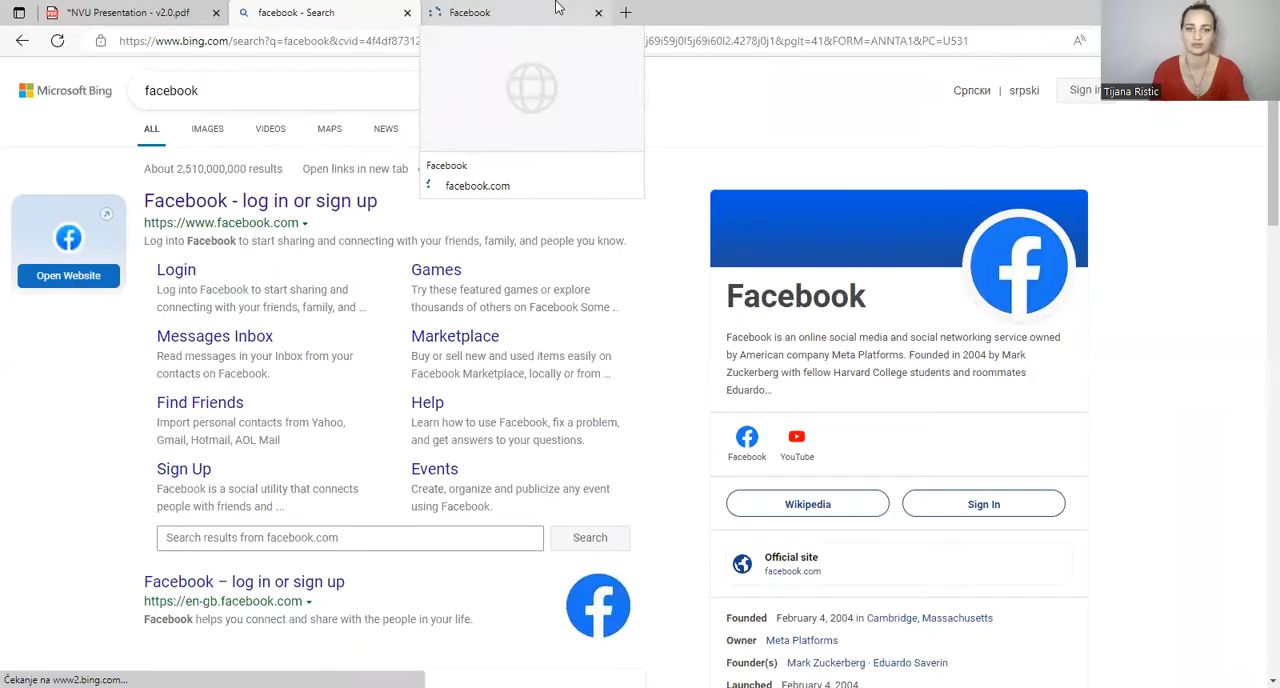 *NVU Presentation - v2.0.pdf
facebook - Search
Facebook
https://www.bing.com/search?q=facebook&cvid=4f4df87312
j69i59j0l5j69i60l2.4278j0j1&pglt=41&FORM=ANNTA1&PC=U531
Microsoft Bing
facebook
Српски | srpski
Sign in
Tijana Ristic
ALL
IMAGES
VIDEOS
MAPS
NEWS
Facebook
facebook.com
About 2,510,000,000 results
Open links in new tab
Facebook - log in or sign up
https://www.facebook.com
Log into Facebook to start sharing and connecting with your friends, family, and people you know.
Open Website
Login
Log into Facebook to start sharing and
connecting with your friends, family, and ...
Games
Try these featured games or explore
thousands of others on Facebook Some ...
Messages Inbox
Read messages in your Inbox from your
contacts on Facebook.
Marketplace
Buy or sell new and used items easily on
Facebook Marketplace, locally or from ...
Find Friends
Import personal contacts from Yahoo,
Gmail, Hotmail, AOL Mail
Help
Learn how to use Facebook, fix a problem,
and get answers to your questions.
Sign Up
Facebook is a social utility that connects
people with friends and ...
Events
Create, organize and publicize any event
using Facebook.
Search results from facebook.com
Search
Facebook – log in or sign up
https://en-gb.facebook.com
Facebook helps you connect and share with the people in your life.
Facebook
Facebook is an online social media and social networking service owned
by American company Meta Platforms. Founded in 2004 by Mark
Zuckerberg with fellow Harvard College students and roommates
Eduardo...
Facebook
YouTube
Wikipedia
Sign In
Official site
facebook.com
Founded February 4, 2004 in Cambridge, Massachusetts
Owner Meta Platforms
Founder(s) Mark Zuckerberg · Eduardo Saverin
Launched February 4, 2004
Čekanje na www2.bing.com...